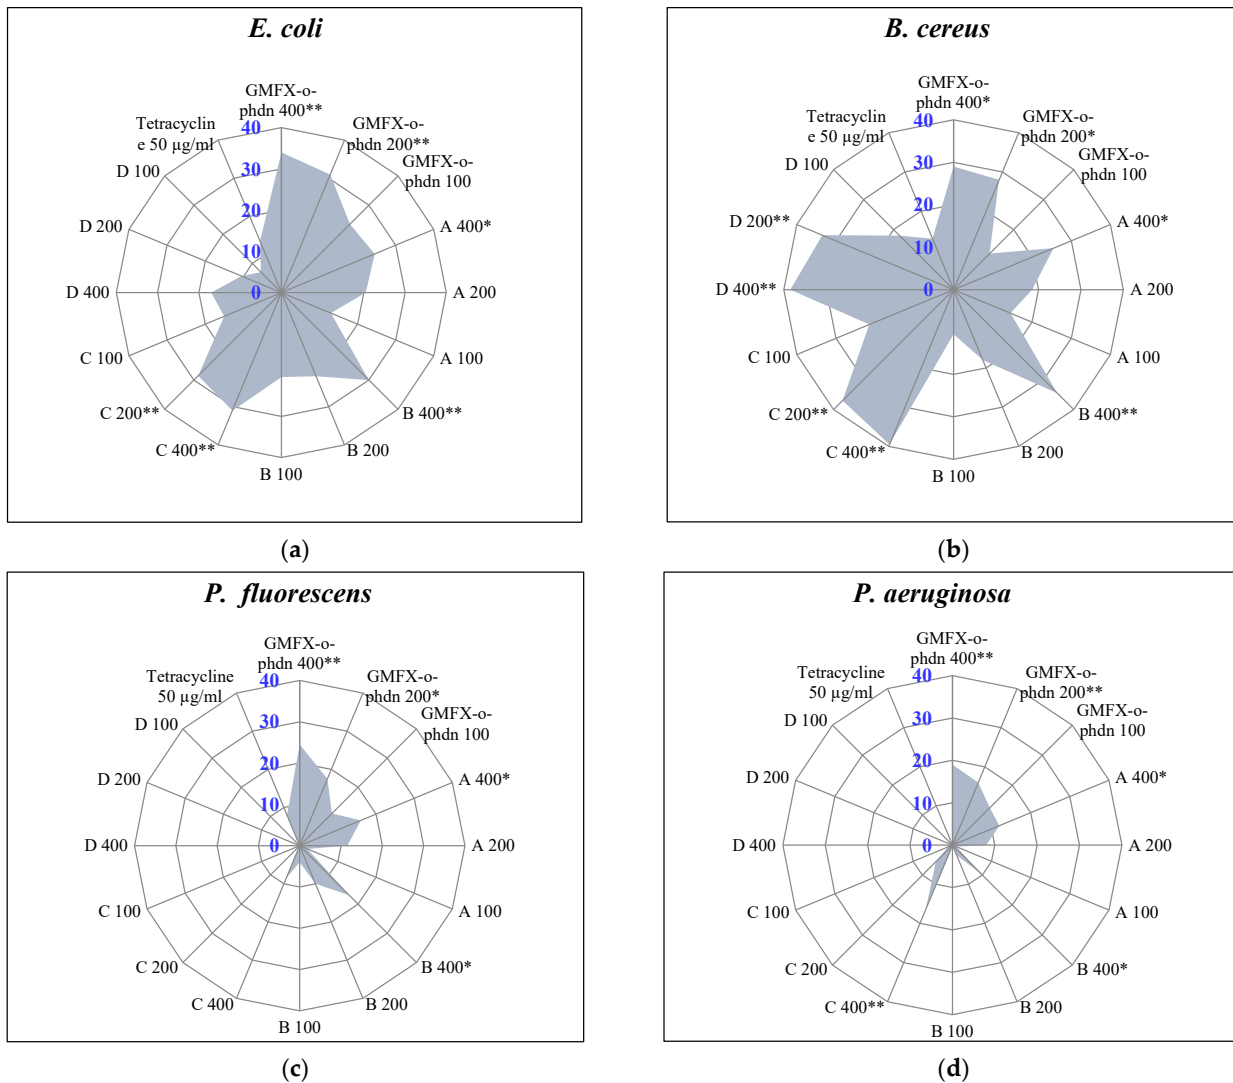 E. coli
GMFX-o-
phdn 400**
GMFX-o-
phdn 200**
GMFX-o-
phdn 100
A 400*
A 200
A 100
B 400**
B 200
B 100
C 400**
C 200**
C 100
D 400
D 200
D 100
Tetracyclin
e 50 µg/ml
40
30
20
10
0
(a)
B. cereus
GMFX-o-
phdn 400*
GMFX-o-
phdn 200*
GMFX-o-
phdn 100
A 400*
A 200
A 100
B 400**
B 200
B 100
C 400**
C 200**
C 100
D 400**
D 200**
D 100
Tetracyclin
e 50 µg/ml
40
30
20
10
0
(b)
P. fluorescens
GMFX-o-
phdn 400**
GMFX-o-
phdn 200*
GMFX-o-
phdn 100
A 400*
A 200
A 100
B 400*
B 200
B 100
C 400
C 200
C 100
D 400
D 200
D 100
Tetracycline
50 µg/ml
40
30
20
10
0
(c)
P. aeruginosa
GMFX-o-
phdn 400**
GMFX-o-
phdn 200**
GMFX-o-
phdn 100
A 400*
A 200
A 100
B 400*
B 200
B 100
C 400**
C 200
C 100
D 400
D 200
D 100
Tetracycline
50 µg/ml
40
30
20
10
0
(d)